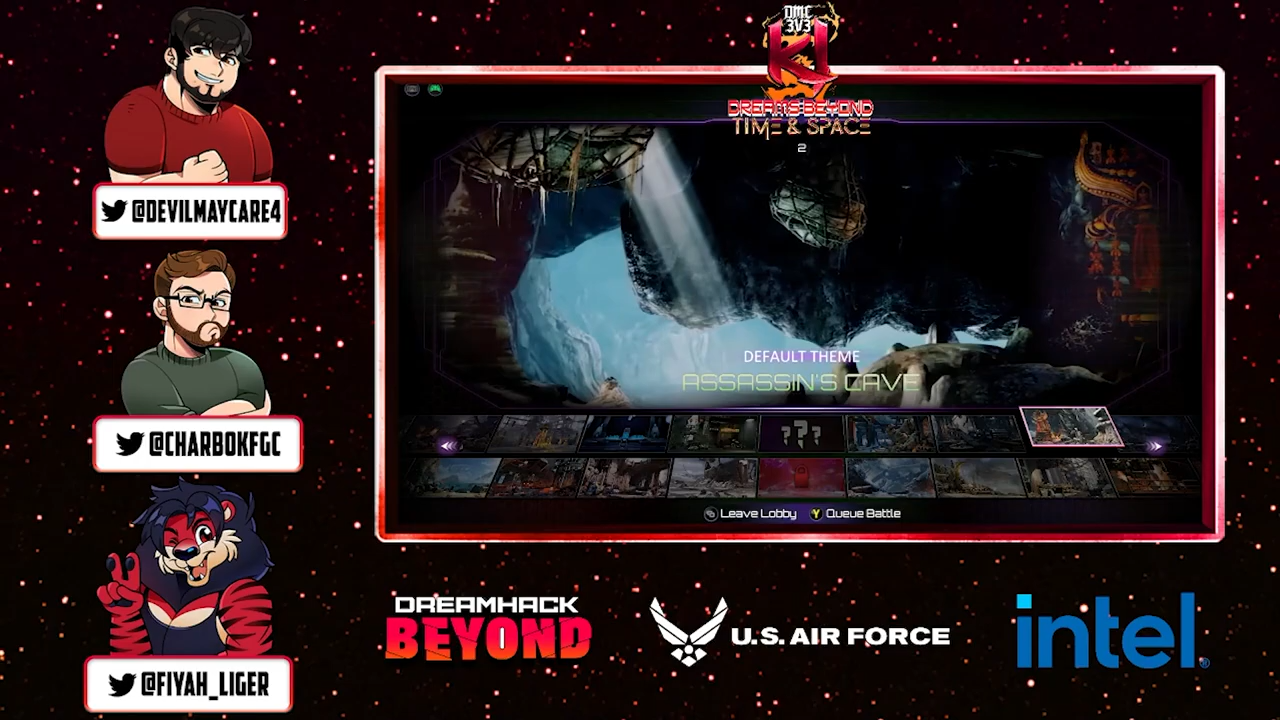 @DEVILMAYCARE4
@CHARBOKFGC
@FIYAH_LIGER
DMC
3V3
KI
DREAMS BEYOND
TIME & SPACE
2
DEFAULT THEME
ASSASSIN'S CAVE
???
Leave Lobby
Y Queue Battle
DREAMHACK
BEYOND
U.S. AIR FORCE
intel®